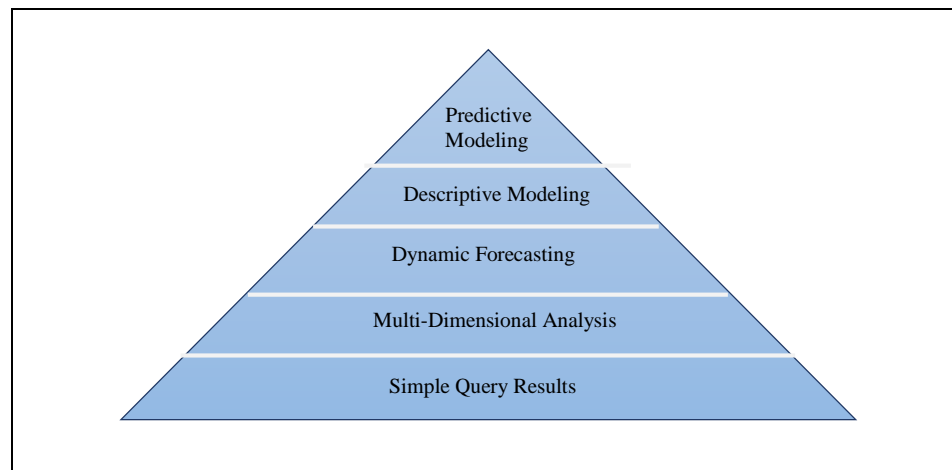 Predictive
Modeling
Descriptive Modeling
Dynamic Forecasting
Multi-Dimensional Analysis
Simple Query Results